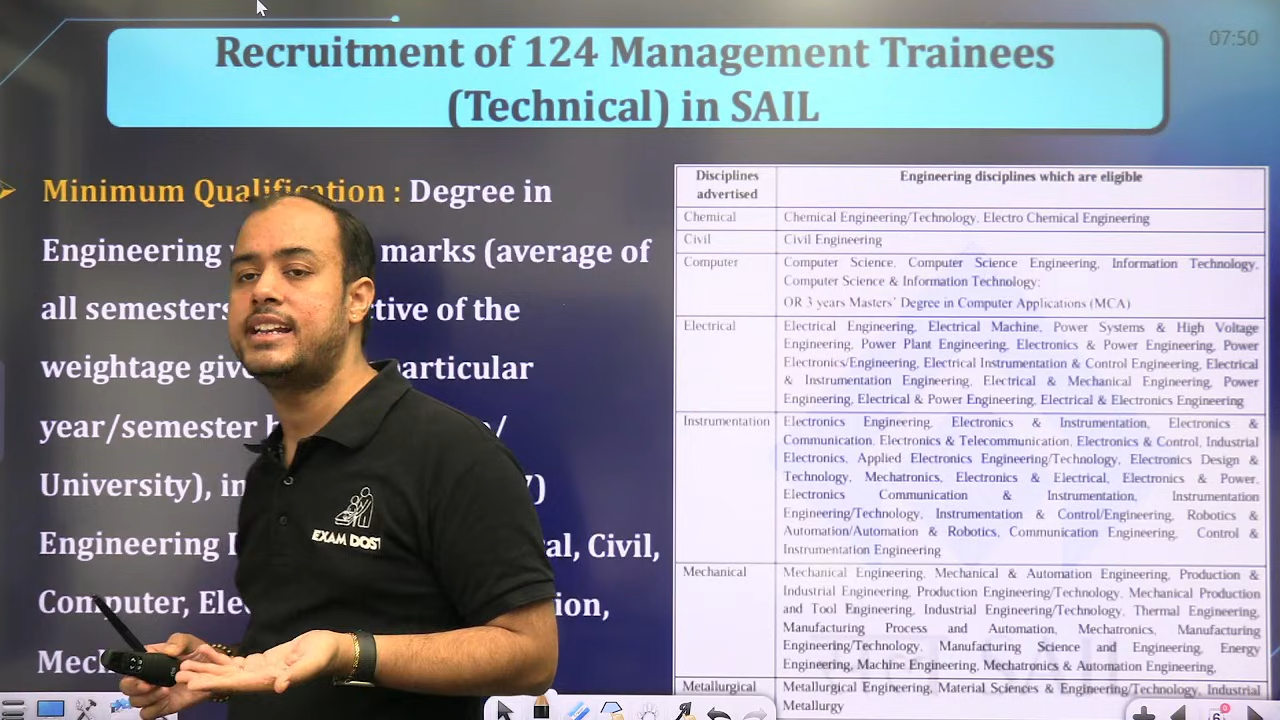 07:50
Recruitment of 124 Management Trainees
(Technical) in SAIL
Minimum Qualification : Degree in
Engineering marks (average of
all semesters of the
weightage
year/semester
University), in
Engineering Civil,
Computer,
EXAM DOST
Disciplines advertised
Engineering disciplines which are eligible
Chemical
Chemical Engineering/Technology, Electro Chemical Engineering
Civil
Civil Engineering
Computer
Computer Science, Computer Science Engineering, Information Technology,
Computer Science & Information Technology;
OR 3 years Masters' Degree in Computer Applications (MCA)
Electrical
Electrical Engineering, Electrical Machine, Power Systems & High Voltage
Engineering, Power Plant Engineering, Electronics & Power Engineering, Power
Electronics/Engineering, Electrical Instrumentation & Control Engineering, Electrical
& Instrumentation Engineering, Electrical & Mechanical Engineering, Power
Engineering, Electrical & Power Engineering, Electrical & Electronics Engineering
Instrumentation
Electronics Engineering, Electronics & Instrumentation, Electronics &
Communication, Electronics & Telecommunication, Electronics & Control, Industrial
Electronics, Applied Electronics Engineering/Technology, Electronics Design &
Technology, Mechatronics, Electronics & Electrical, Electronics & Power,
Electronics Communication & Instrumentation, Instrumentation
Engineering/Technology, Instrumentation & Control/Engineering, Robotics &
Automation/Automation & Robotics, Communication Engineering, Control &
Instrumentation Engineering
Mechanical
Mechanical Engineering, Mechanical & Automation Engineering, Production &
Industrial Engineering, Production Engineering/Technology, Mechanical Production
and Tool Engineering, Industrial Engineering/Technology, Thermal Engineering,
Manufacturing Process and Automation, Mechatronics, Manufacturing
Engineering/Technology, Manufacturing Science and Engineering, Energy
Engineering, Machine Engineering, Mechatronics & Automation Engineering,
Metallurgical
Metallurgical Engineering, Material Sciences & Engineering/Technology, Industrial
Metallurgy